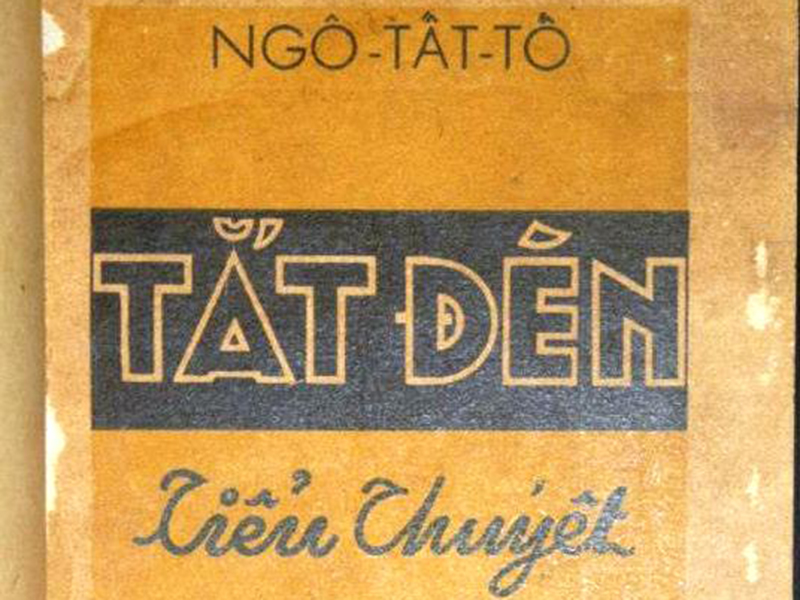 NGÔ-TẤT-TỐ
TẮT ĐÈN
Tiểu Thuyết